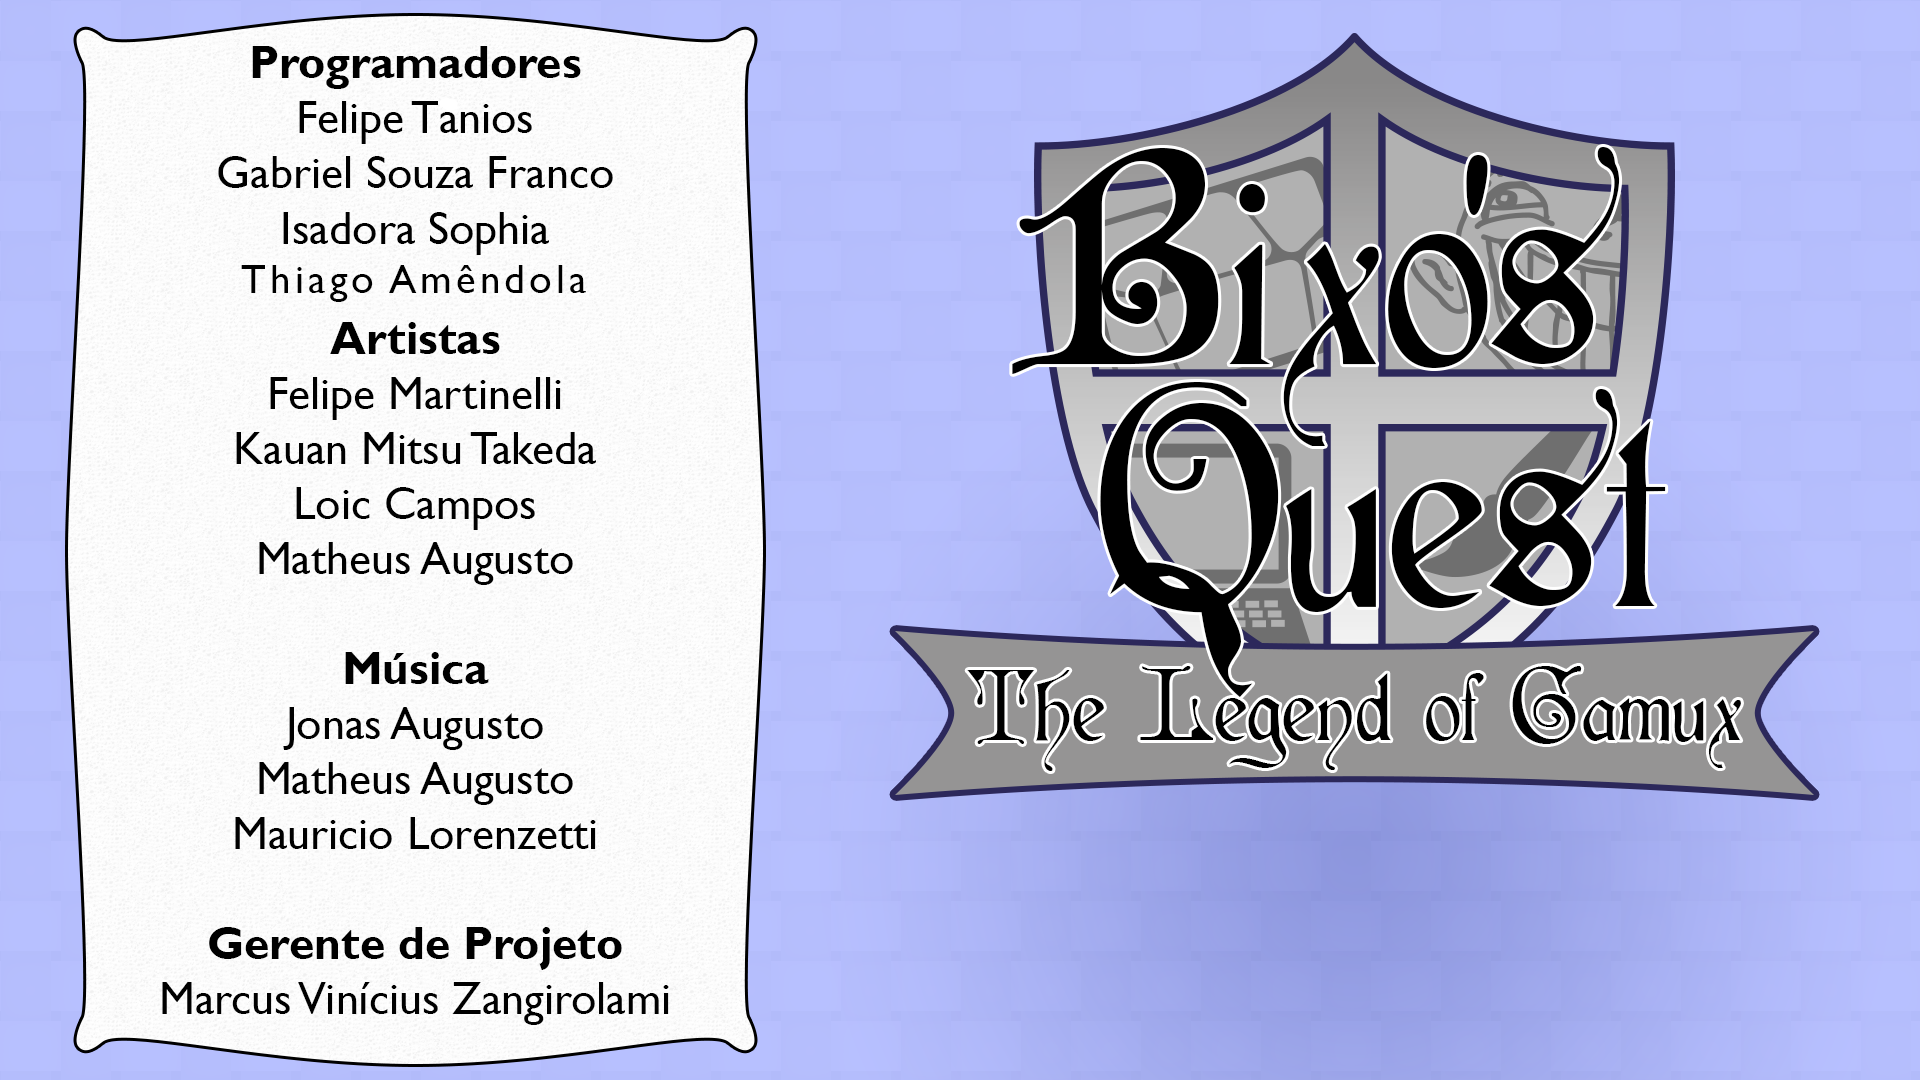 Programadores
Felipe Tanios
Gabriel Souza Franco
Isadora Sophia
Thiago Amêndola
Artistas
Felipe Martinelli
Kauan Mitsu Takeda
Loic Campos
Matheus Augusto
Música
Jonas Augusto
Matheus Augusto
Mauricio Lorenzetti
Gerente de Projeto
Marcus Vinícius Zangirolami
Bixo's
Quest
The Legend of Gamux